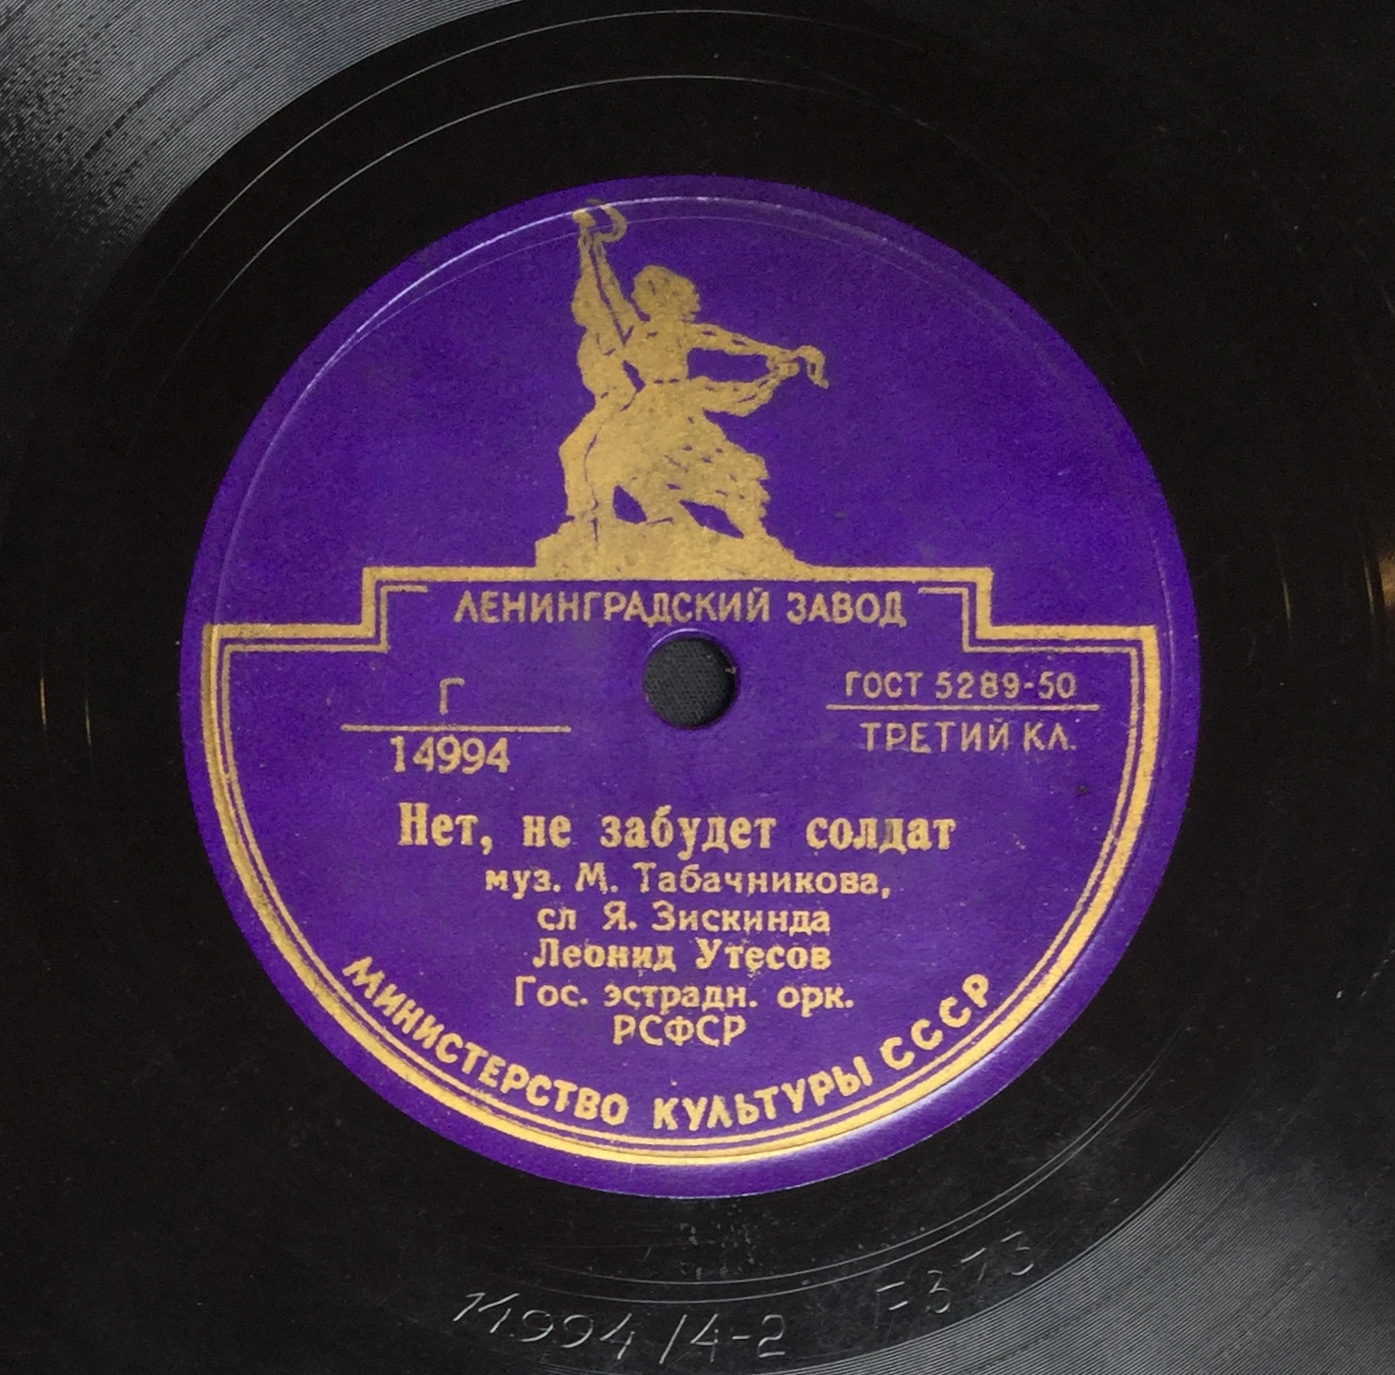 ЛЕНИНГРАДСКИЙ ЗАВОД
Г
14994
ГОСТ 5289-50
ТРЕТИЙ КЛ.
Нет, не забудет солдат
муз. М. Табачникова,
сл Я. Зискинда
Леонид Утесов
Гос. эстрадн. орк.
РСФСР
МИНИСТЕРСТВО КУЛЬТУРЫ СССР
14994/4-2